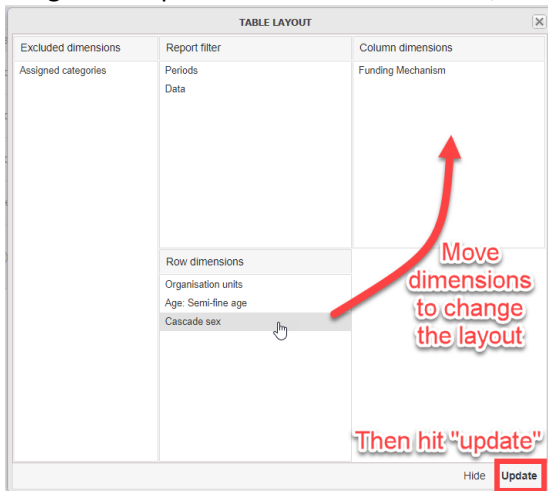 TABLE LAYOUT
Excluded dimensions
Assigned categories
Report filter
Periods
Data
Column dimensions
Funding Mechanism
Row dimensions
Organisation units
Age: Semi-fine age
Cascade sex
Move
dimensions
to change
the layout
Then hit "update"
Hide Update